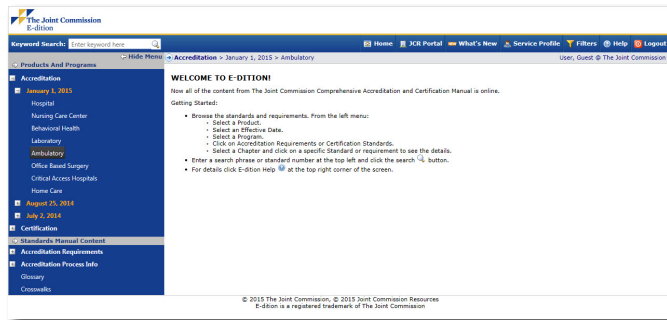 The Joint Commission
E-dition
Keyword Search: Enter keyword here
Home JCR Portal What's New Service Profile Filters Help Logout
Hide Menu
Products And Programs
Accreditation > January 1, 2015 > Ambulatory
User, Guest @ The Joint Commission
Accreditation
January 1, 2015
Hospital
Nursing Care Center
Behavioral Health
Laboratory
Ambulatory
Office Based Surgery
Critical Access Hospitals
Home Care
August 25, 2014
July 2, 2014
Certification
Standards Manual Content
Accreditation Requirements
Accreditation Process Info
Glossary
Crosswalks
WELCOME TO E-DITION!
Now all of the content from The Joint Commission Comprehensive Accreditation and Certification Manual is online.
Getting Started:
• Browse the standards and requirements. From the left menu:
• Select a Product.
• Select an Effective Date.
• Select a Program.
• Click on Accreditation Requirements or Certification Standards.
• Select a Chapter and click on a specific Standard or requirement to see the details.
• Enter a search phrase or standard number at the top left and click the search button.
• For details click E-dition Help at the top right corner of the screen.
© 2015 The Joint Commission, © 2015 Joint Commission Resources
E-dition is a registered trademark of The Joint Commission